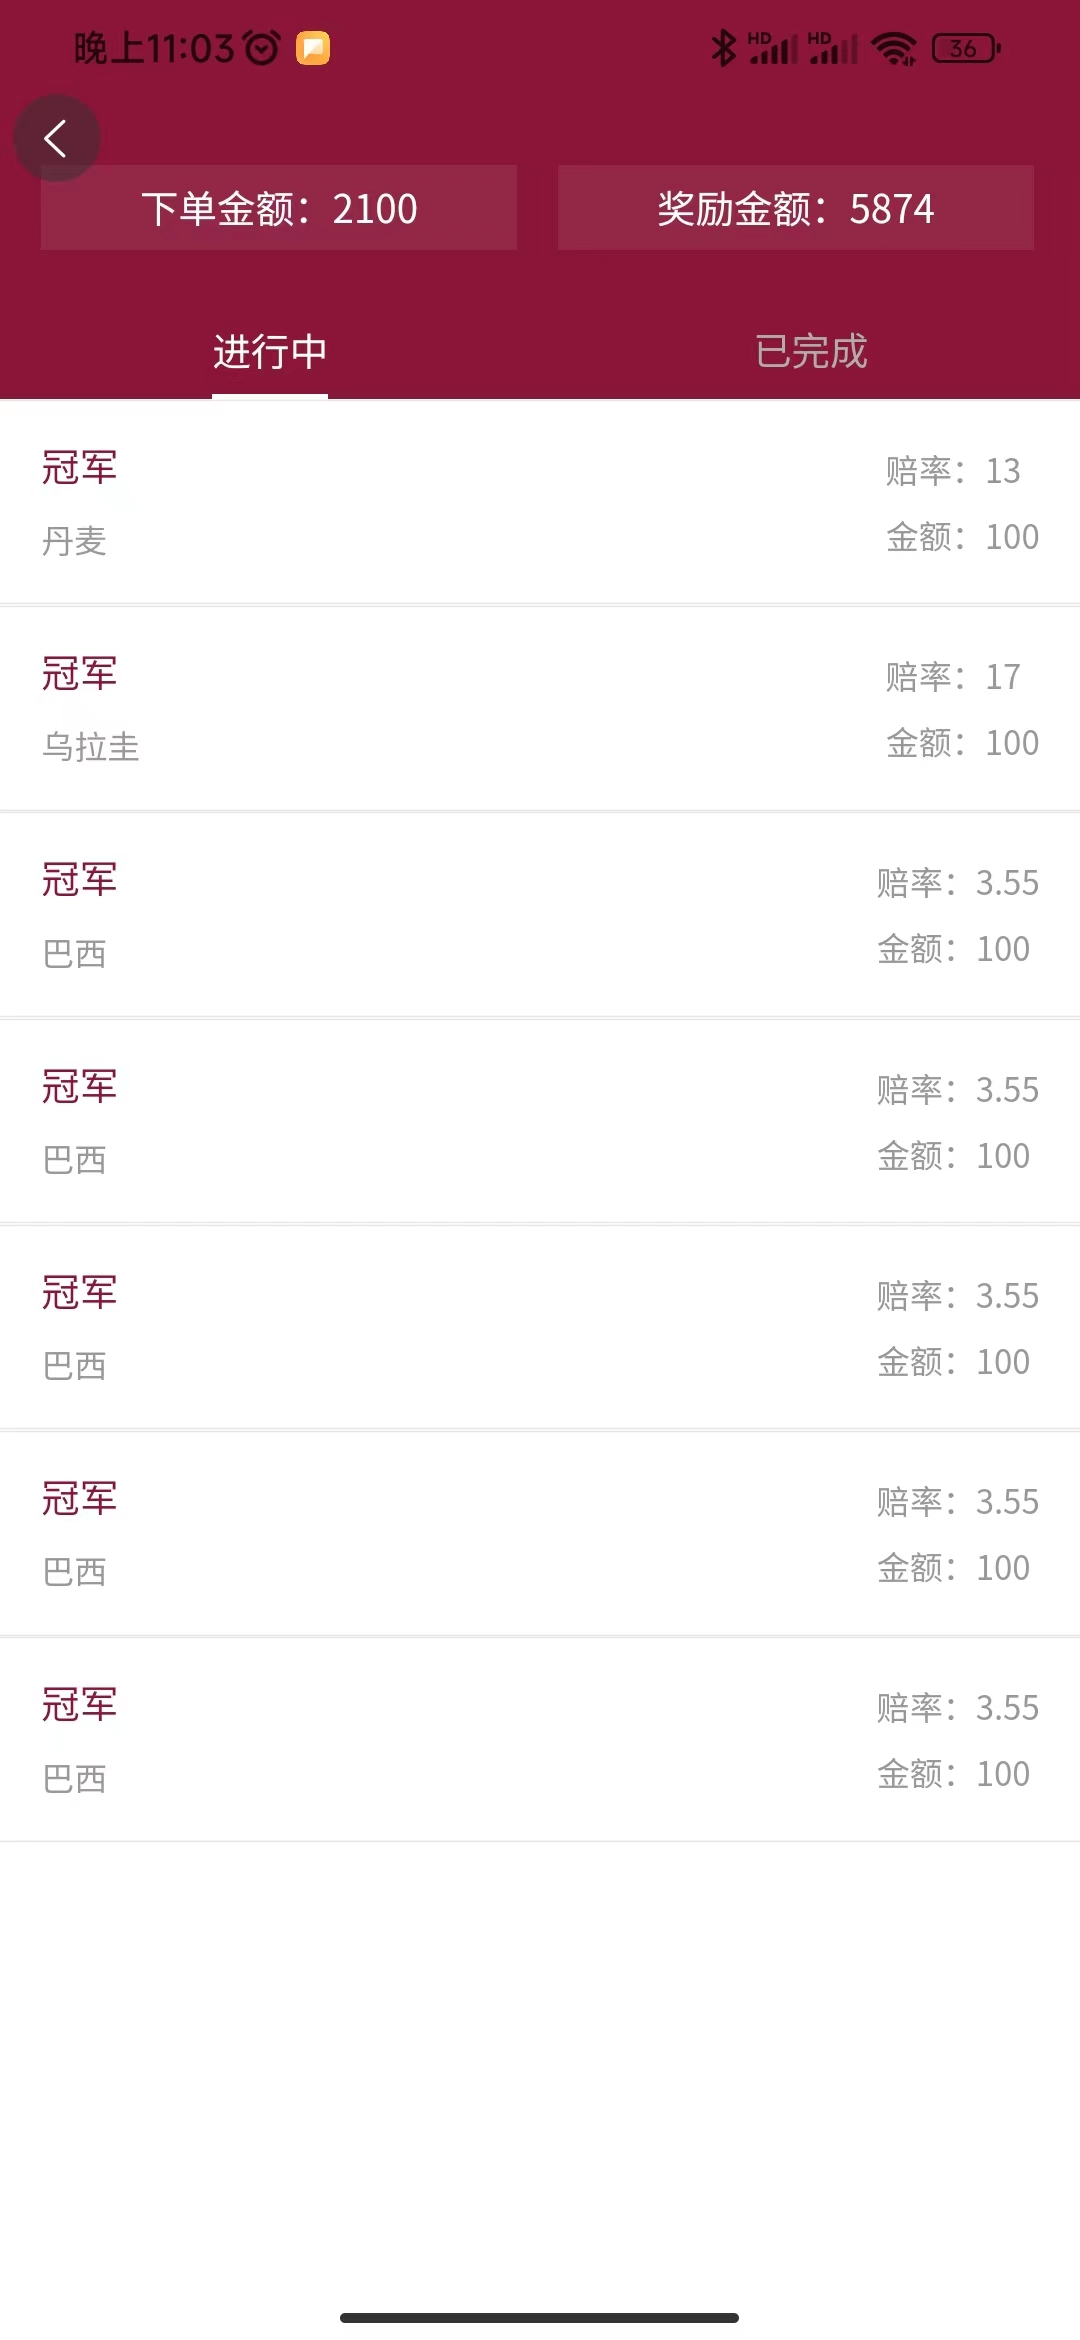 晚上11:03 HD HD 36
下单金额：2100 奖励金额：5874
进行中 已完成
冠军 赔率：13
丹麦 金额：100
冠军 赔率：17
乌拉圭 金额：100
冠军 赔率：3.55
巴西 金额：100
冠军 赔率：3.55
巴西 金额：100
冠军 赔率：3.55
巴西 金额：100
冠军 赔率：3.55
巴西 金额：100
冠军 赔率：3.55
巴西 金额：100